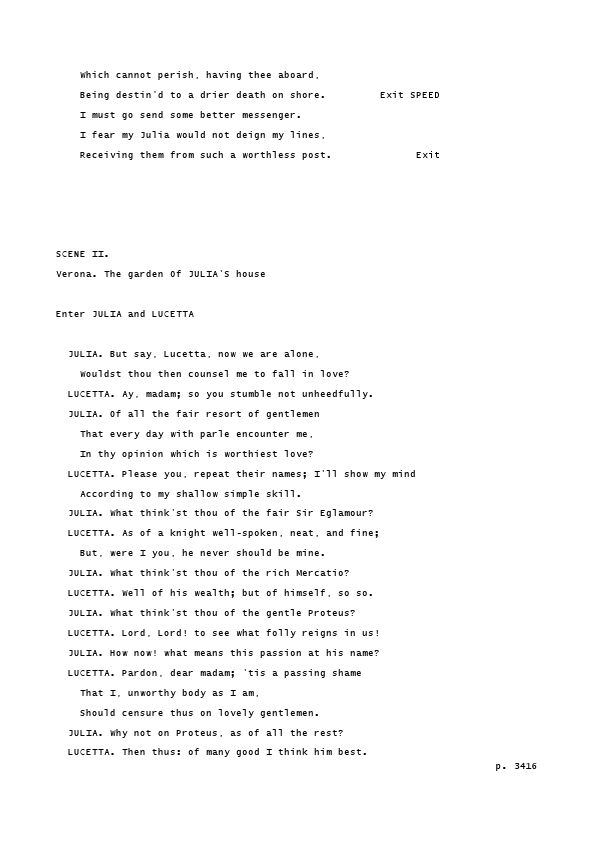 Which cannot perish, having thee aboard,
Being destin'd to a drier death on shore.         Exit SPEED
I must go send some better messenger.
I fear my Julia would not deign my lines,
Receiving them from such a worthless post.              Exit
SCENE II.
Verona. The garden Of JULIA'S house
Enter JULIA and LUCETTA
JULIA. But say, Lucetta, now we are alone,
Wouldst thou then counsel me to fall in love?
LUCETTA. Ay, madam; so you stumble not unheedfully.
JULIA. Of all the fair resort of gentlemen
That every day with parle encounter me,
In thy opinion which is worthiest love?
LUCETTA. Please you, repeat their names; I'll show my mind
According to my shallow simple skill.
JULIA. What think'st thou of the fair Sir Eglamour?
LUCETTA. As of a knight well-spoken, neat, and fine;
But, were I you, he never should be mine.
JULIA. What think'st thou of the rich Mercatio?
LUCETTA. Well of his wealth; but of himself, so so.
JULIA. What think'st thou of the gentle Proteus?
LUCETTA. Lord, Lord! to see what folly reigns in us!
JULIA. How now! what means this passion at his name?
LUCETTA. Pardon, dear madam; 'tis a passing shame
That I, unworthy body as I am,
Should censure thus on lovely gentlemen.
JULIA. Why not on Proteus, as of all the rest?
LUCETTA. Then thus: of many good I think him best.
p. 3416